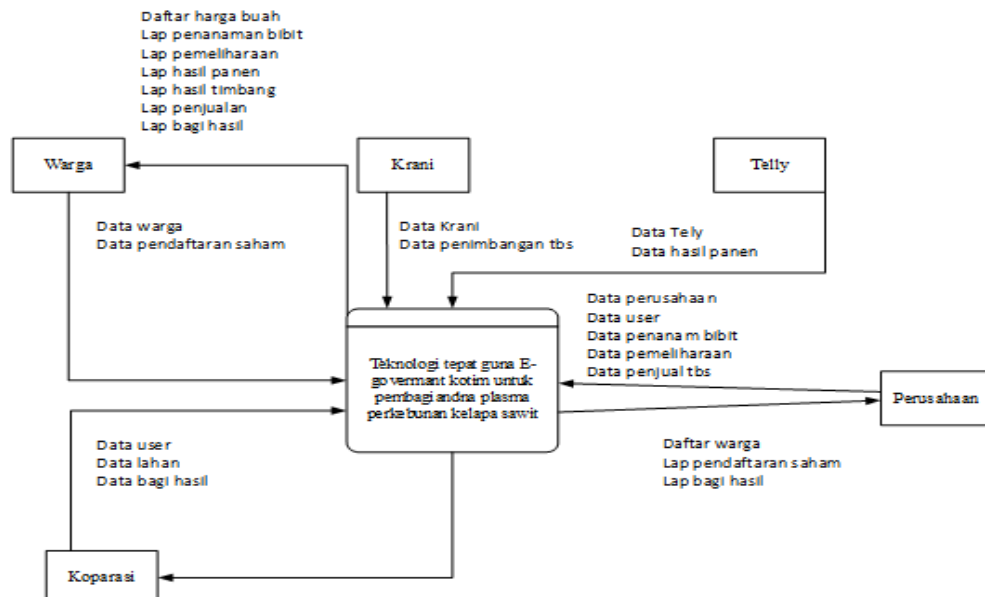 Daftar harga buah
Lap penanaman bibit
Lap pemeliharaan
Lap hasil panen
Lap hasil timbang
Lap penjualan
Lap bagi hasil
Warga
Krani
Telly
Data warga
Data pendaftaran saham
Data Krani
Data penimbangan tbs
Data Tely
Data hasil panen
Data perusahaan
Data user
Data penanam bibit
Data pemeliharaan
Data penjual tbs
Teknologi tepat guna E-
govermant kotim untuk
pembagiandna plasma
perkebunan kelapa sawit
Perusahaan
Daftar warga
Lap pendaftaran saham
Lap bagi hasil
Data user
Data lahan
Data bagi hasil
Koparasi